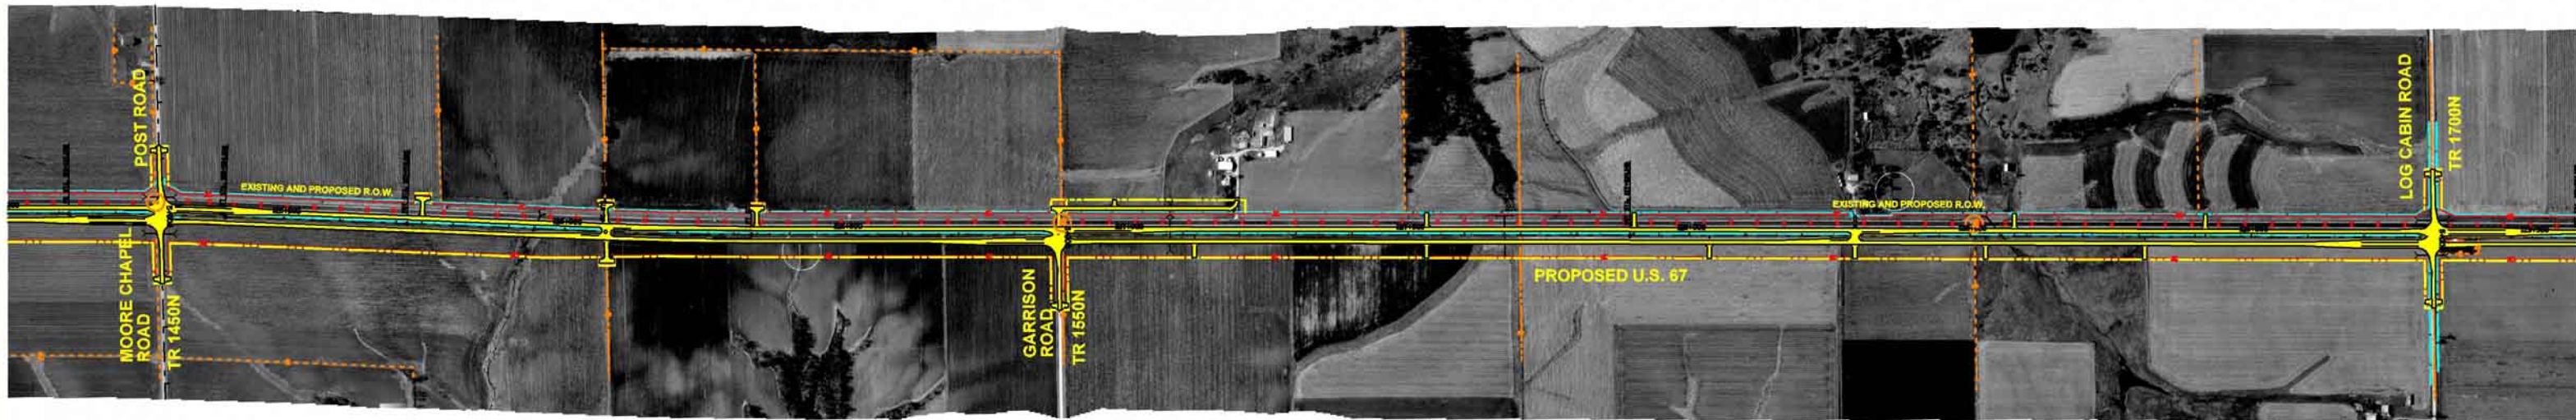 POST ROAD
MOORE CHAPEL
ROAD
TR 1450N
EXISTING AND PROPOSED R.O.W.
GARRISON
ROAD
TR 1550N
PROPOSED U.S. 67
EXISTING AND PROPOSED R.O.W.
LOG CABIN ROAD
TR 1700N